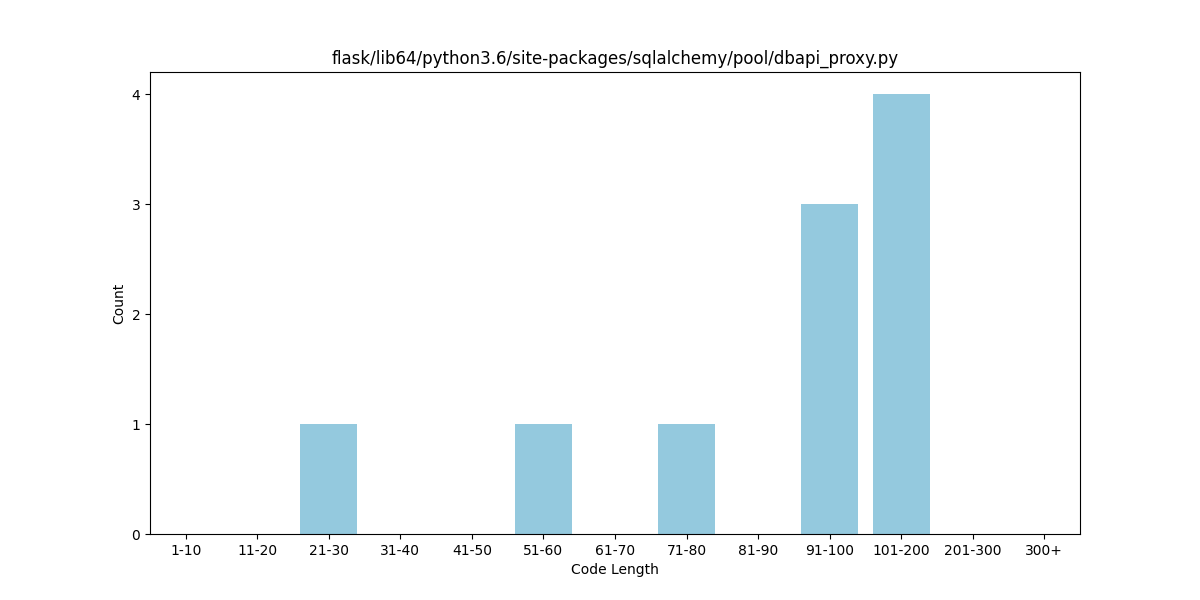 flask/lib64/python3.6/site-packages/sqlalchemy/pool/dbapi_proxy.py
4
3
2
1
0
Count
1-10 11-20 21-30 31-40 41-50 51-60 61-70 71-80 81-90 91-100 101-200 201-300 300+
Code Length